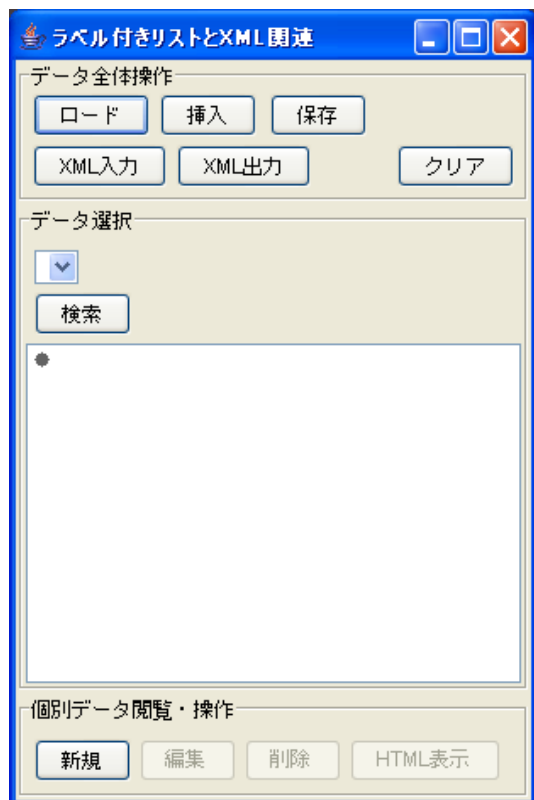 ラベル付きリストとXML関連
データ全体操作
ロード 挿入 保存
XML入力 XML出力 クリア
データ選択
検索
個別データ閲覧・操作
新規 編集 削除 HTML表示